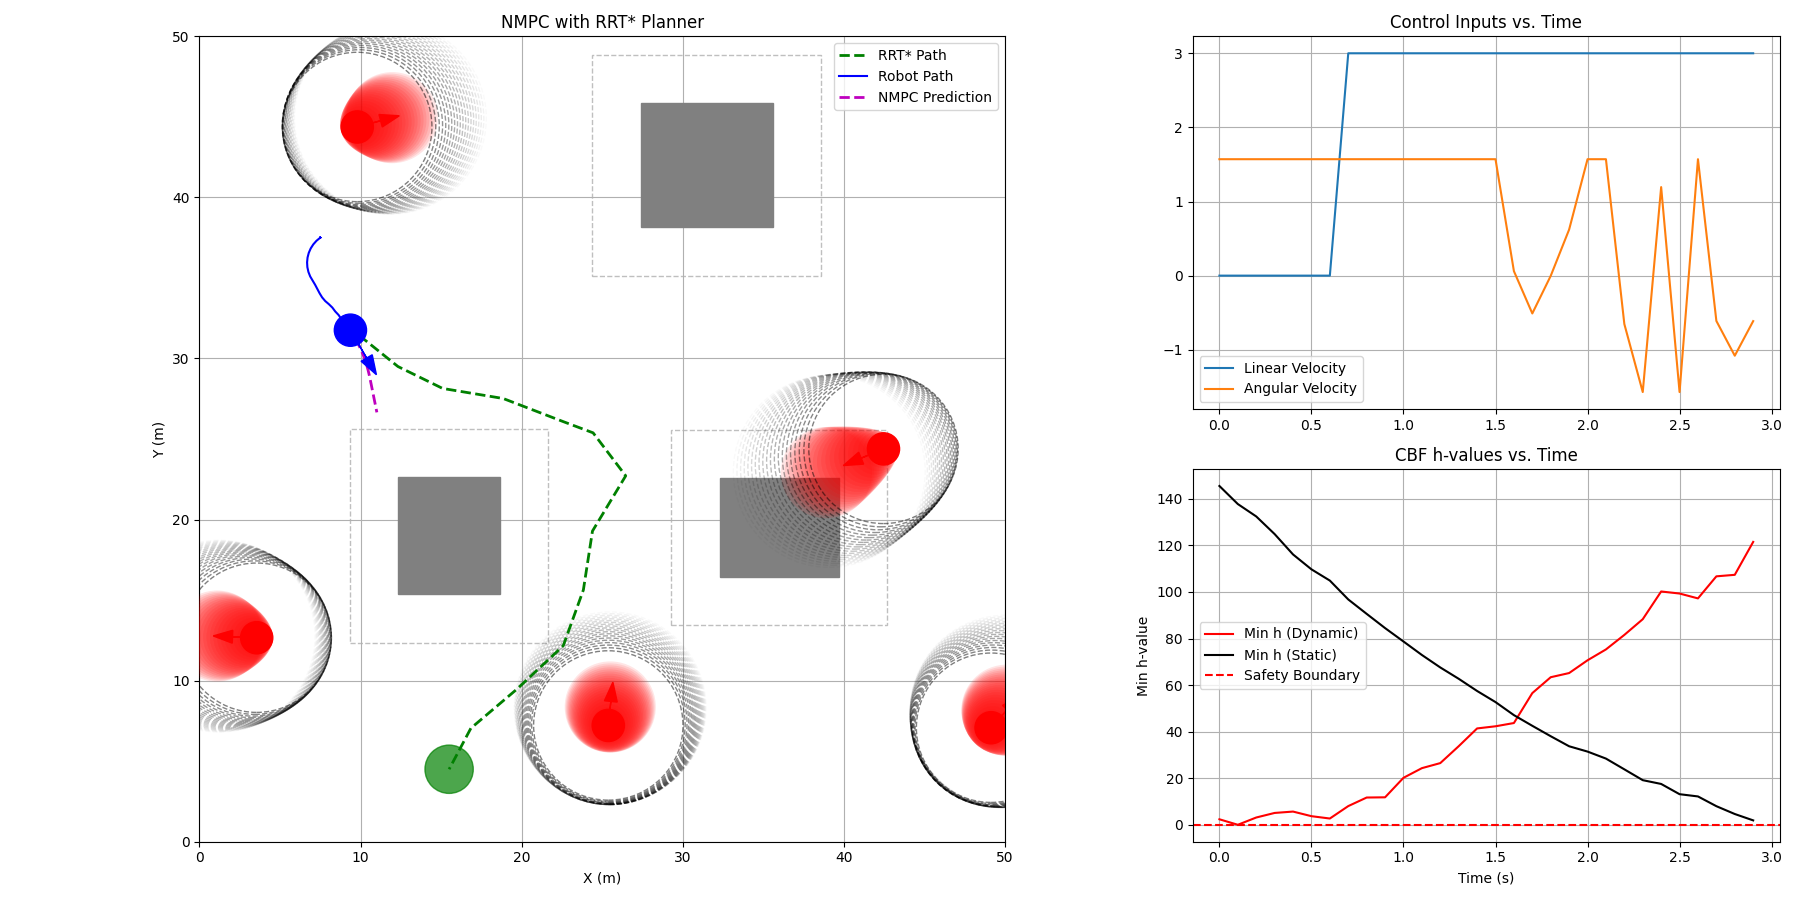 NMPC with RRT* Planner
50
40
30
20
10
0
Y (m)
RRT* Path
Robot Path
NMPC Prediction
0 10 20 30 40 50
X (m)
Control Inputs vs. Time
3
2
1
0
−1
Linear Velocity
Angular Velocity
0.0 0.5 1.0 1.5 2.0 2.5 3.0
CBF h-values vs. Time
140
120
100
80
60
40
20
0
Min h-value
Min h (Dynamic)
Min h (Static)
Safety Boundary
0.0 0.5 1.0 1.5 2.0 2.5 3.0
Time (s)